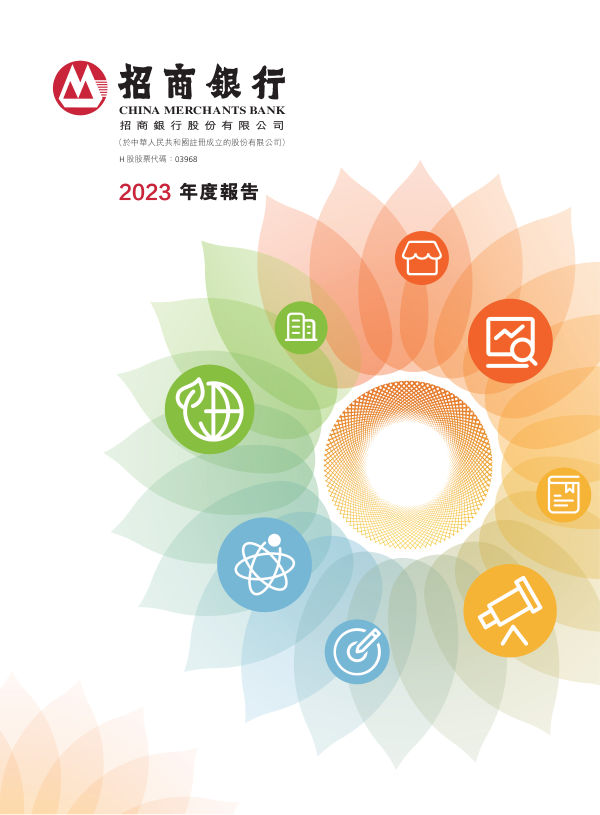 招商銀行
CHINA MERCHANTS BANK
招商銀行股份有限公司
(於中華人民共和國註冊成立的股份有限公司)
H 股股票代碼：03968
2023 年度報告